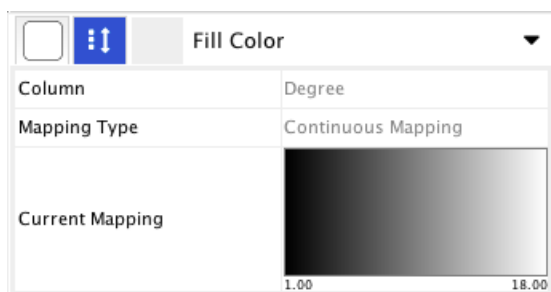 Fill Color
Column Degree
Mapping Type Continuous Mapping
Current Mapping
1.00 18.00